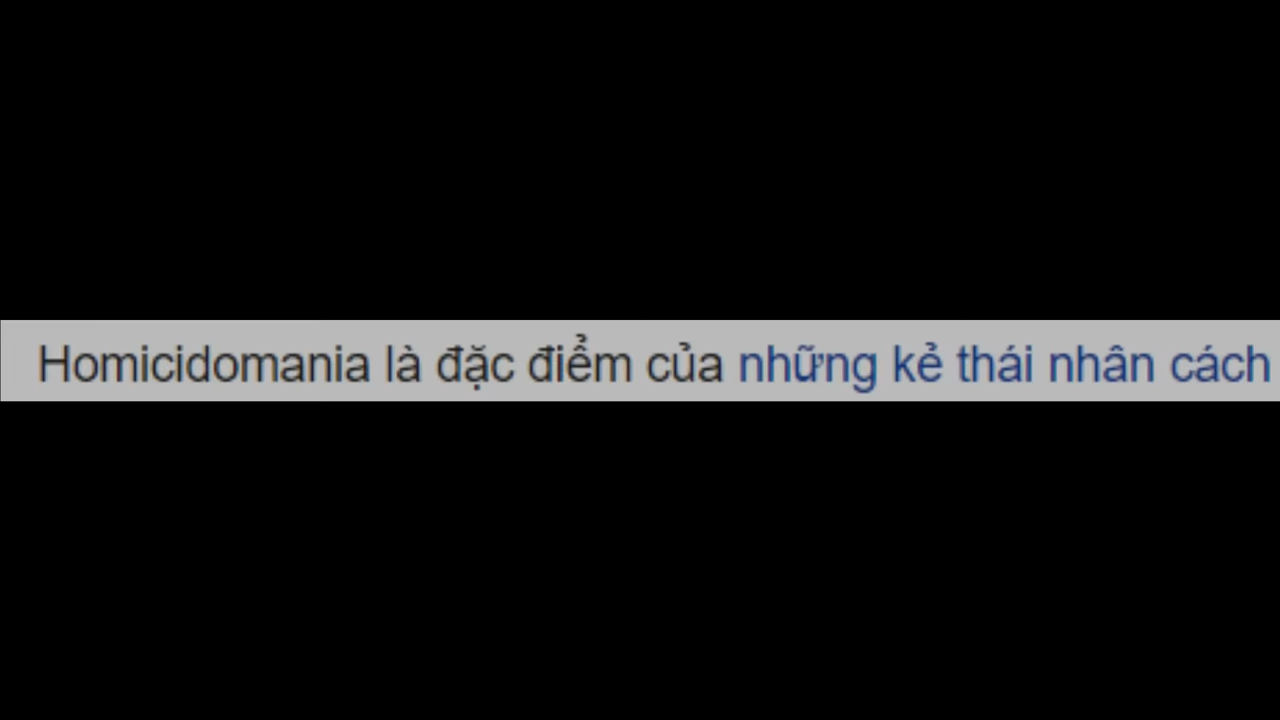 Homicidomania là đặc điểm của những kẻ thái nhân cách